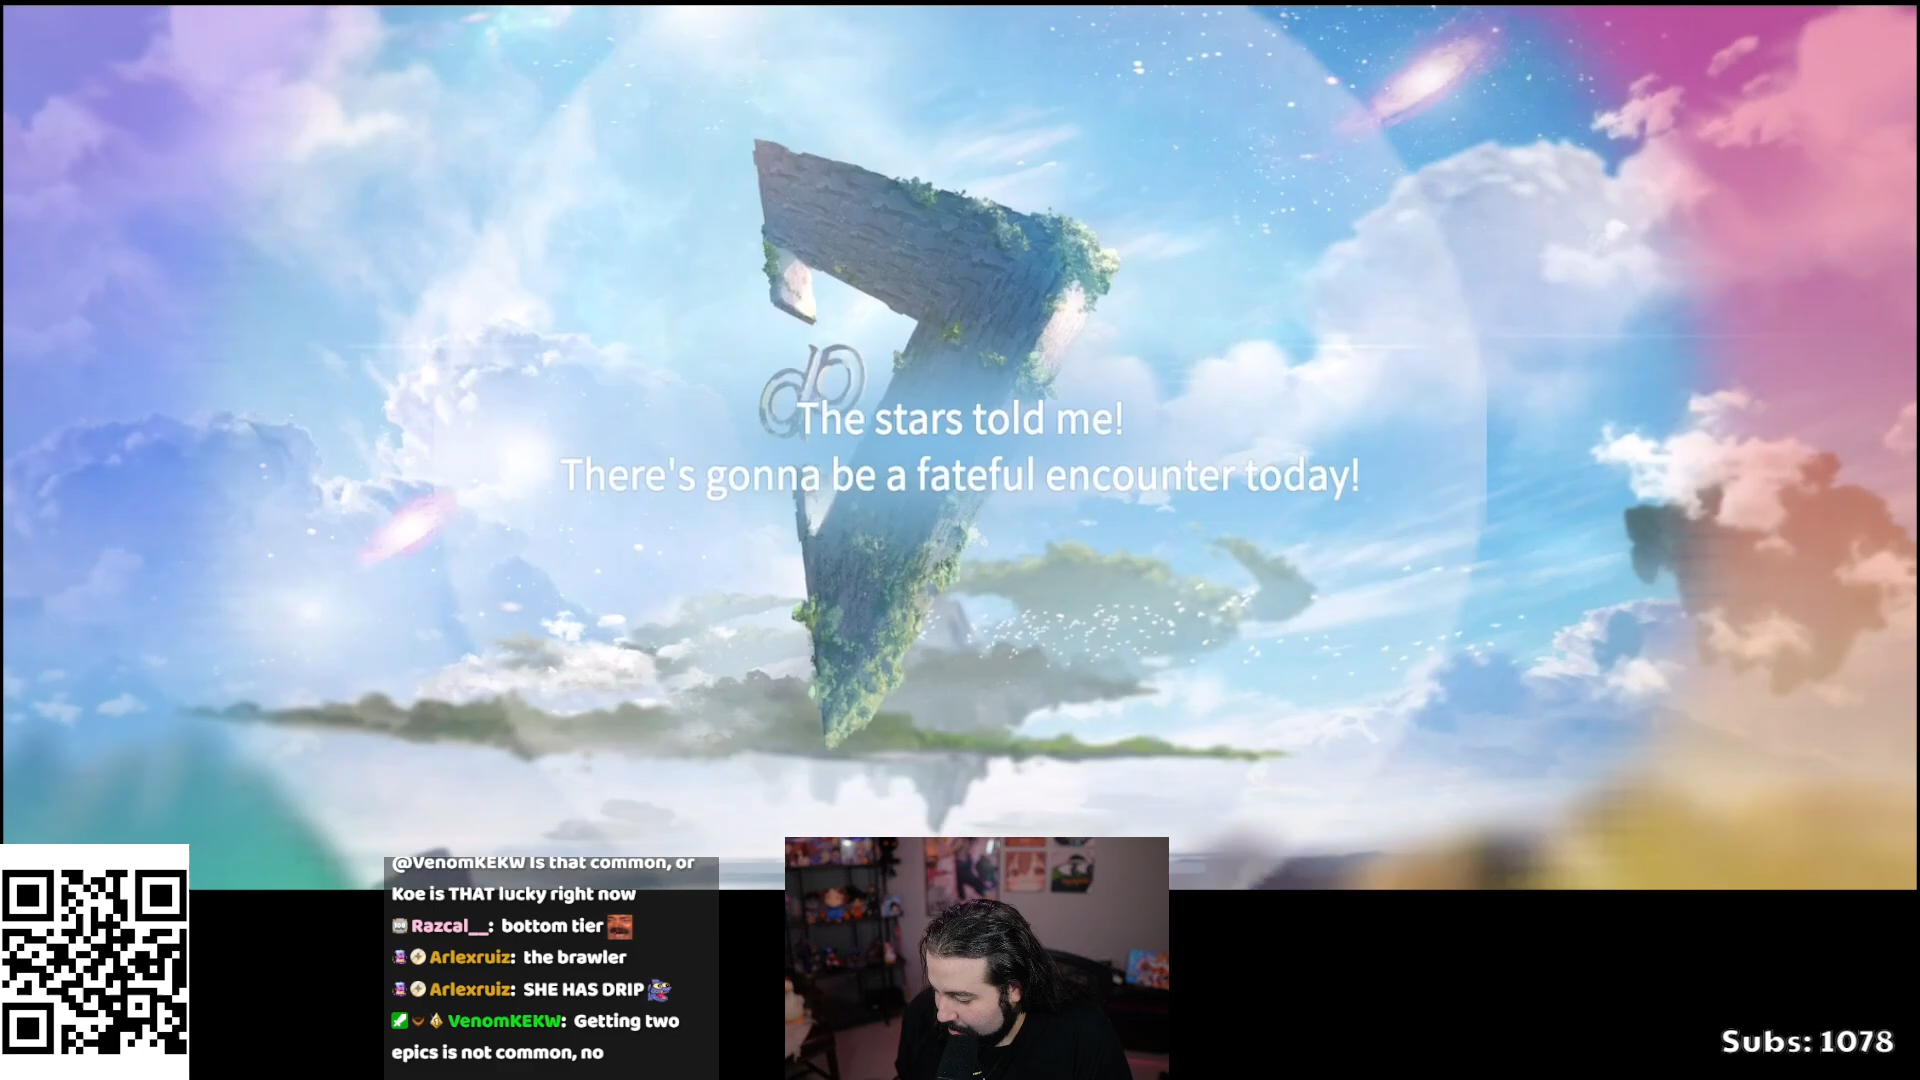 The stars told me!
There's gonna be a fateful encounter today!
@VenomKEKW Is that common, or
Koe is THAT lucky right now
Razcal__: bottom tier
Arlexruiz: the brawler
Arlexruiz: SHE HAS DRIP
VenomKEKW: Getting two
epics is not common, no
Subs: 1078